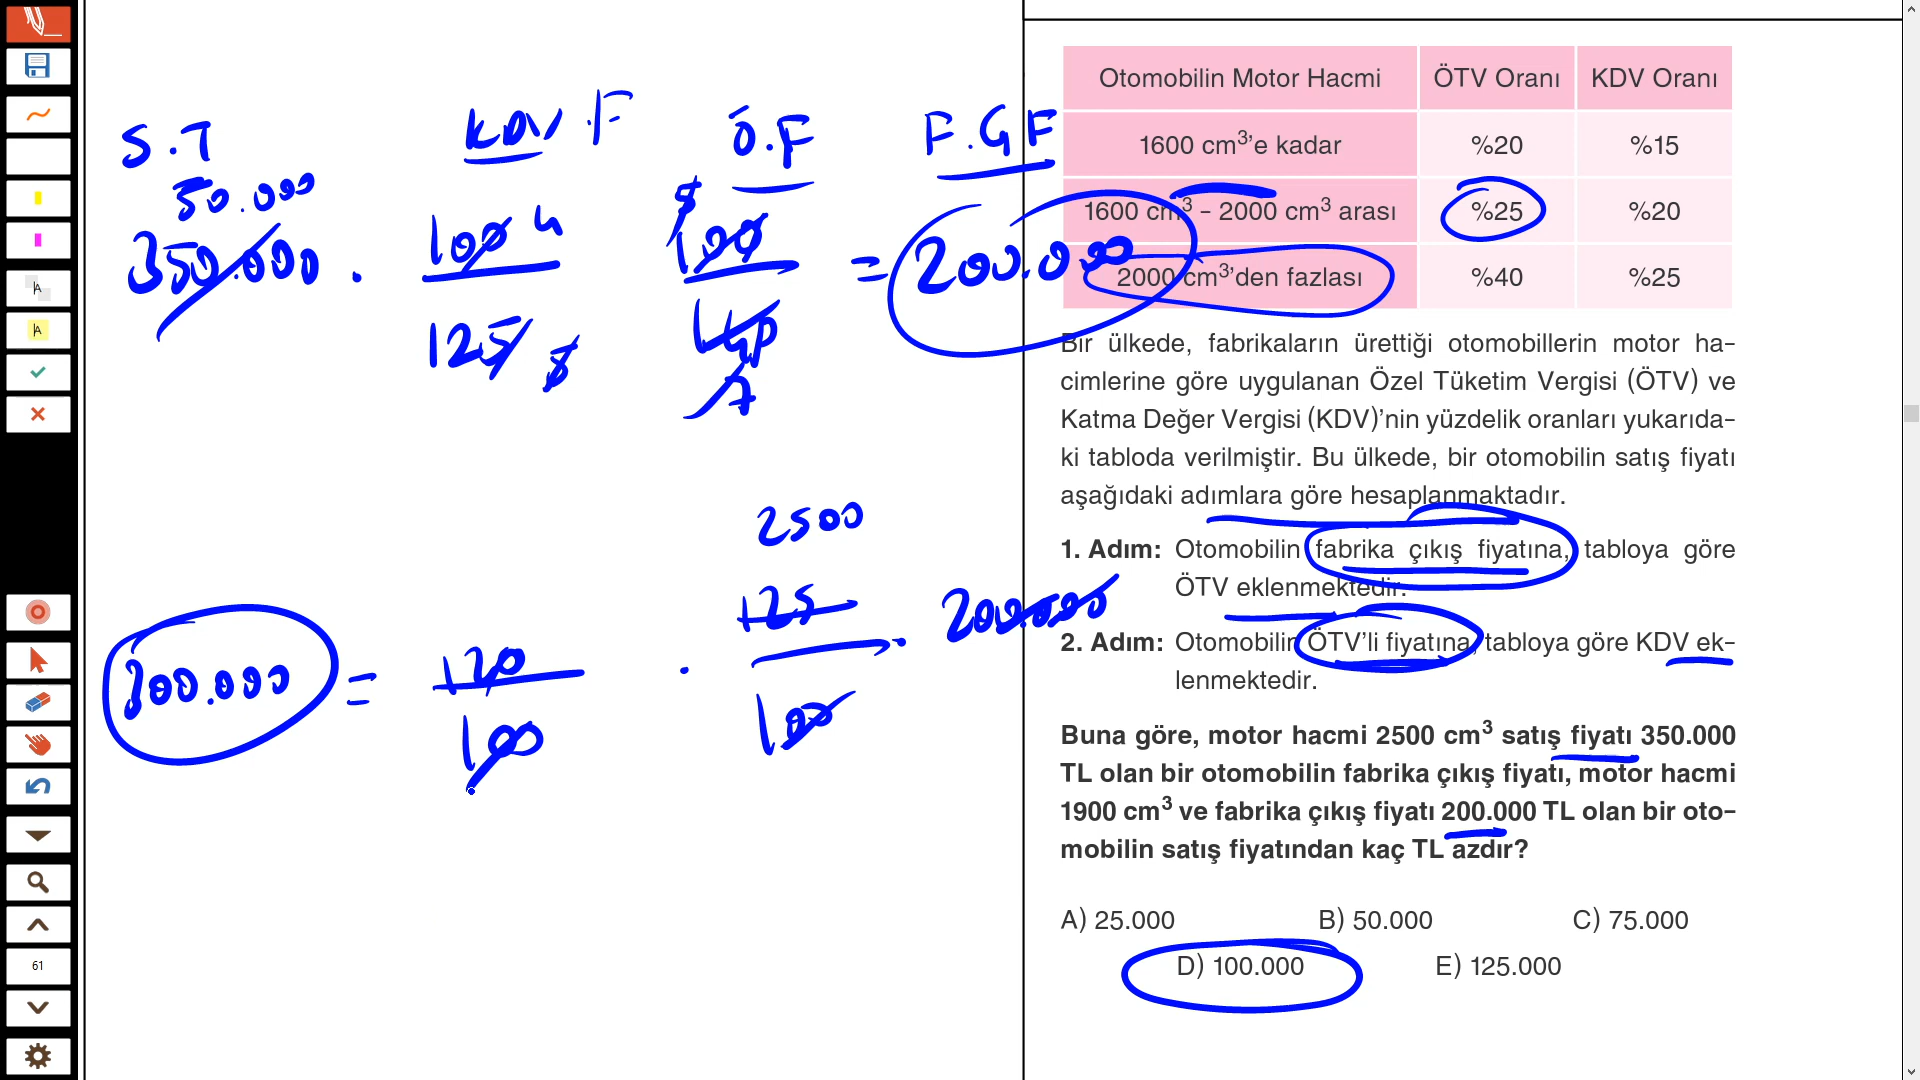 S.T
KDV.F
Ö.F
F.G.F
50.000
350.000 . 100 4
125 5
5
100
140
7
= 200.000
2500
300.000 = 120
100
. 125
100
. 200.000
Otomobilin Motor Hacmi ÖTV Oranı KDV Oranı
1600 cm³'e kadar %20 %15
1600 cm³ - 2000 cm³ arası %25 %20
2000 cm³'den fazlası %40 %25
Bir ülkede, fabrikaların ürettiği otomobillerin motor ha-
cimlerine göre uygulanan Özel Tüketim Vergisi (ÖTV) ve
Katma Değer Vergisi (KDV)'nin yüzdelik oranları yukarıda-
ki tabloda verilmiştir. Bu ülkede, bir otomobilin satış fiyatı
aşağıdaki adımlara göre hesaplanmaktadır.
1. Adım: Otomobilin fabrika çıkış fiyatına, tabloya göre
ÖTV eklenmektedir.
2. Adım: Otomobilin ÖTV'li fiyatına, tabloya göre KDV ek-
lenmektedir.
Buna göre, motor hacmi 2500 cm³ satış fiyatı 350.000
TL olan bir otomobilin fabrika çıkış fiyatı, motor hacmi
1900 cm³ ve fabrika çıkış fiyatı 200.000 TL olan bir oto-
mobilin satış fiyatından kaç TL azdır?
A) 25.000 B) 50.000 C) 75.000
D) 100.000 E) 125.000
61